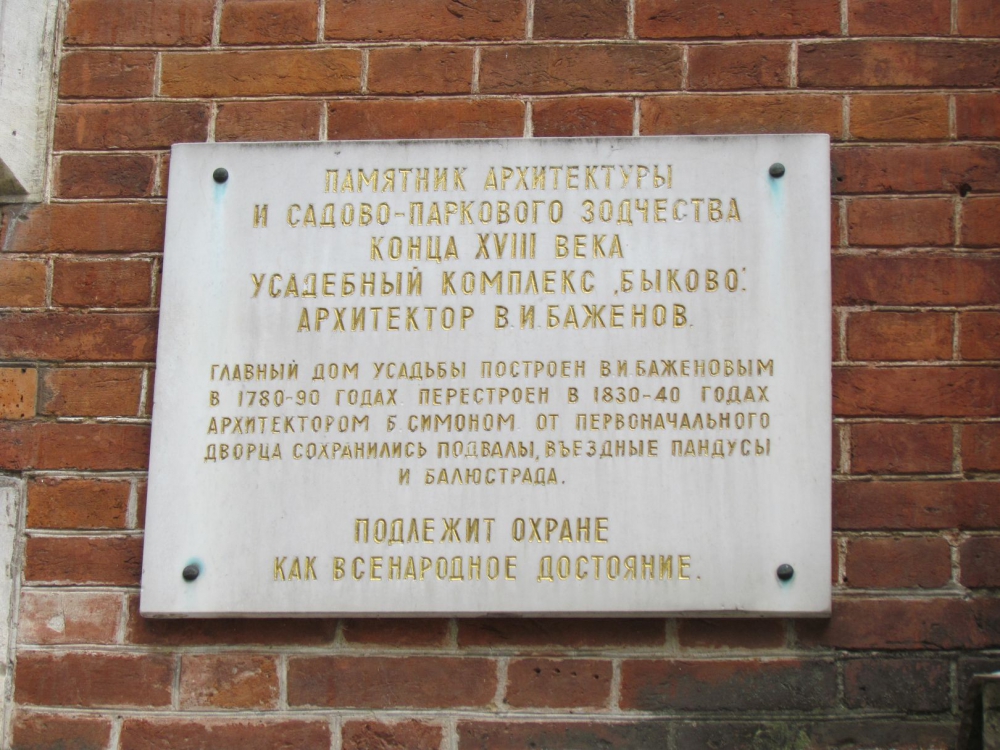 ПАМЯТНИК АРХИТЕКТУРЫ
И САДОВО-ПАРКОВОГО ЗОДЧЕСТВА
КОНЦА XVIII ВЕКА
УСАДЕБНЫЙ КОМПЛЕКС „БЫКОВО".
АРХИТЕКТОР В.И.БАЖЕНОВ.
ГЛАВНЫЙ ДОМ УСАДЬБЫ ПОСТРОЕН В.И.БАЖЕНОВЫМ
В 1780-90 ГОДАХ. ПЕРЕСТРОЕН В 1830-40 ГОДАХ
АРХИТЕКТОРОМ Б.СИМОНОМ. ОТ ПЕРВОНАЧАЛЬНОГО
ДВОРЦА СОХРАНИЛИСЬ ПОДВАЛЫ, ВЪЕЗДНЫЕ ПАНДУСЫ
И БАЛЮСТРАДА.
ПОДЛЕЖИТ ОХРАНЕ
КАК ВСЕНАРОДНОЕ ДОСТОЯНИЕ.